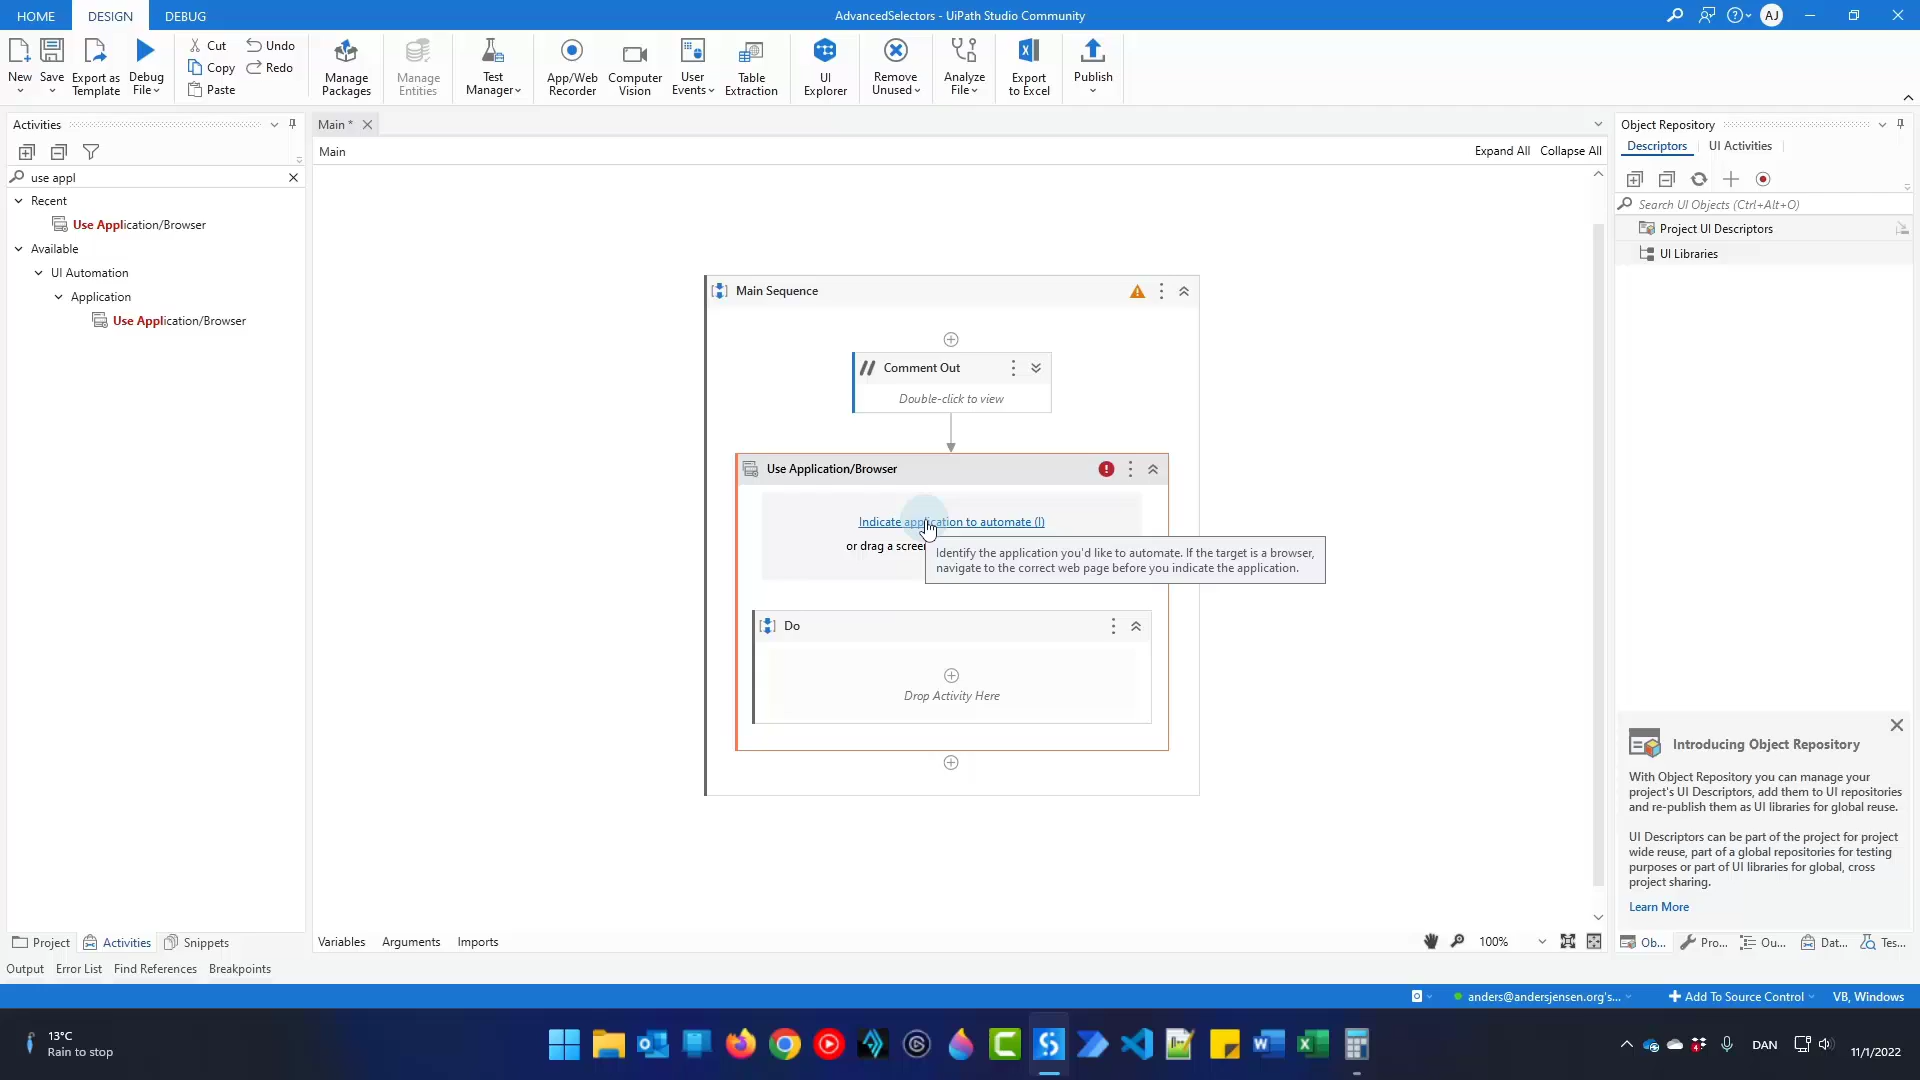 HOME
DESIGN
DEBUG
AdvancedSelectors - UiPath Studio Community
AJ
New
Save
Export as
Template
Debug
File
Cut
Copy
Paste
Undo
Redo
Manage
Packages
Manage
Entities
Test
Manager
App/Web
Recorder
Computer
Vision
User
Events
Table
Extraction
UI
Explorer
Remove
Unused
Analyze
File
Export
to Excel
Publish
Activities
use appl
Recent
Use Application/Browser
Available
UI Automation
Application
Use Application/Browser
Main *
Main
Expand All
Collapse All
Main Sequence
Comment Out
Double-click to view
Use Application/Browser
Indicate application to automate (I)
or drag a scree
Identify the application you'd like to automate. If the target is a browser,
navigate to the correct web page before you indicate the application.
Do
Drop Activity Here
Object Repository
Descriptors
UI Activities
Search UI Objects (Ctrl+Alt+O)
Project UI Descriptors
UI Libraries
Introducing Object Repository
With Object Repository you can manage your
project's UI Descriptors, add them to UI repositories
and re-publish them as UI libraries for global reuse.
UI Descriptors can be part of the project for project
wide reuse, part of a global repositories for testing
purposes or part of UI libraries for global, cross
project sharing.
Learn More
Project
Activities
Snippets
Variables
Arguments
Imports
100%
Ob...
Pro...
Ou...
Dat...
Tes...
Output
Error List
Find References
Breakpoints
anders@andersjensen.org's...
Add To Source Control
VB, Windows
13°C
Rain to stop
DAN
11/1/2022